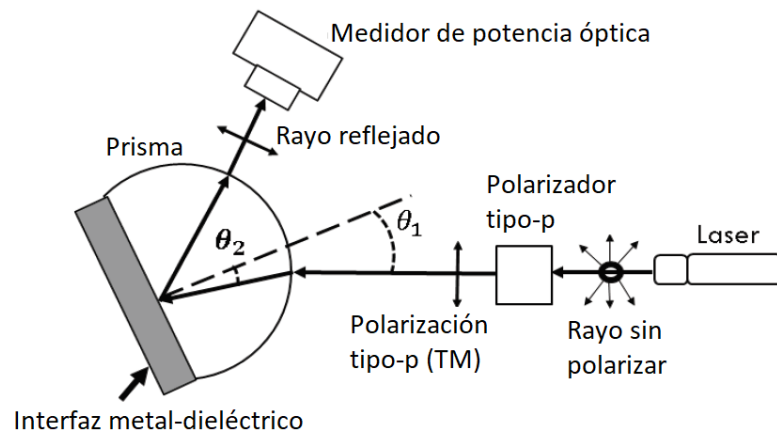 Medidor de potencia óptica
Rayo reflejado
Prisma
Polarizador
tipo-p
θ₁
Laser
θ₂
Polarización
tipo-p (TM)
Rayo sin
polarizar
Interfaz metal-dieléctrico